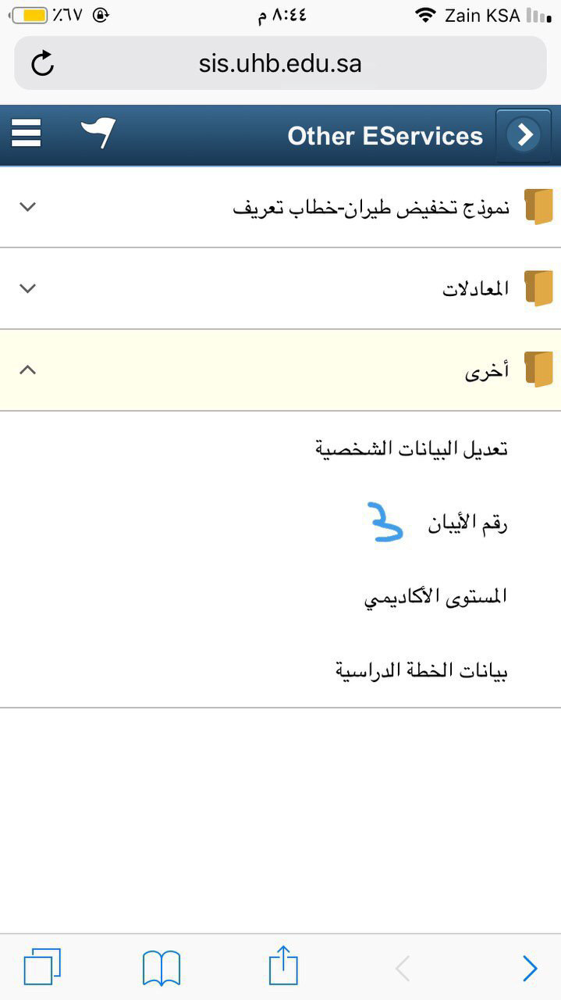 ٪٦٧ ٨:٤٤ م Zain KSA
sis.uhb.edu.sa
Other EServices
نموذج تخفيض طيران-خطاب تعريف
المعادلات
أخرى
تعديل البيانات الشخصية
رقم الأيبان
المستوى الأكاديمي
بيانات الخطة الدراسية